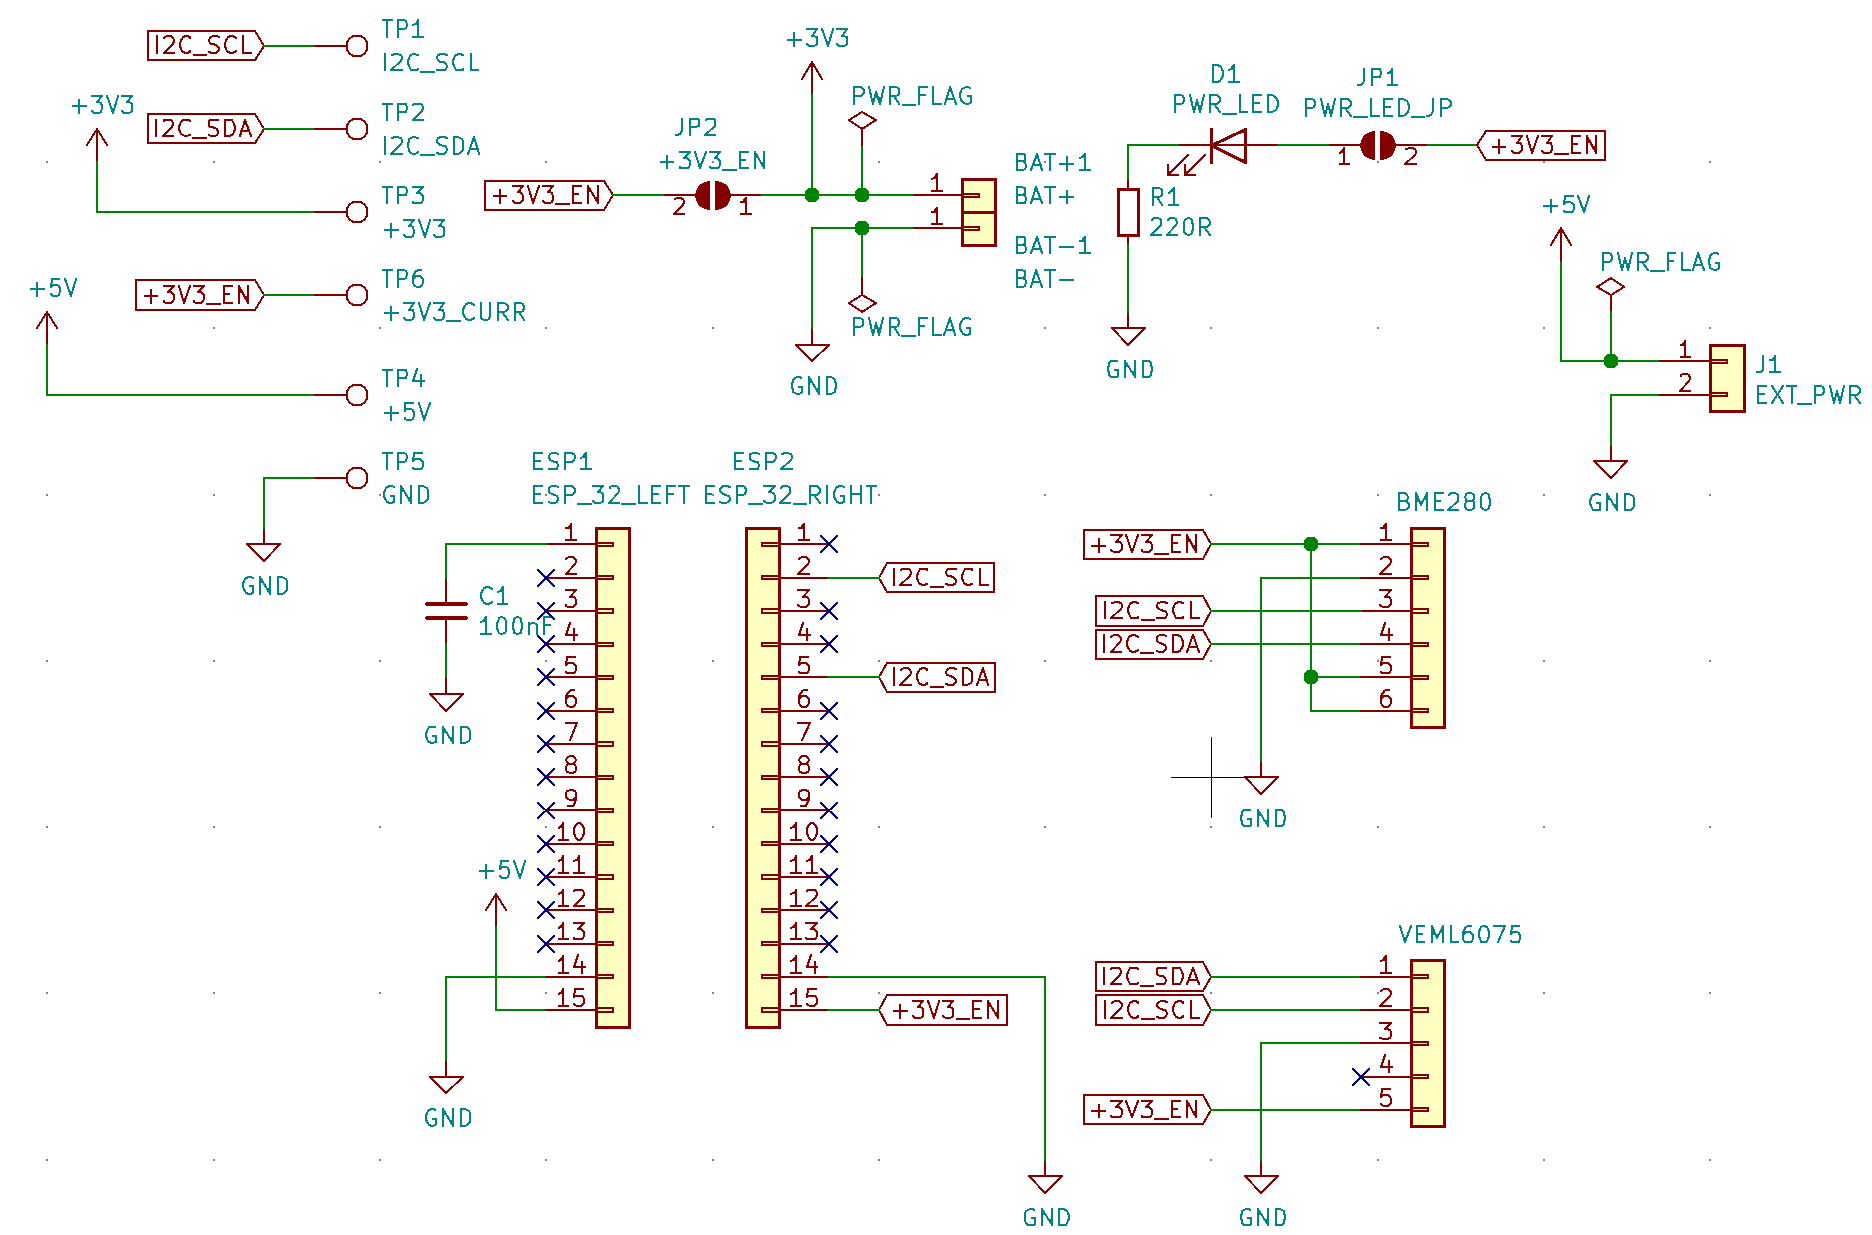 I2C_SCL
TP1
I2C_SCL
+3V3
I2C_SDA
TP2
I2C_SDA
TP3
+3V3
+3V3_EN
TP6
+3V3_CURR
+5V
TP4
+5V
TP5
GND
GND
+3V3
PWR_FLAG
JP2
+3V3_EN
+3V3_EN
2
1
1
1
BAT+1
BAT+
BAT-1
BAT-
PWR_FLAG
GND
D1
PWR_LED
JP1
PWR_LED_JP
1
2
+3V3_EN
R1
220R
GND
+5V
PWR_FLAG
1
2
J1
EXT_PWR
GND
ESP1
ESP_32_LEFT
1
2
3
4
5
6
7
8
9
10
11
12
13
14
15
C1
100nF
GND
+5V
GND
ESP2
ESP_32_RIGHT
1
2
3
4
5
6
7
8
9
10
11
12
13
14
15
I2C_SCL
I2C_SDA
+3V3_EN
GND
BME280
+3V3_EN
I2C_SCL
I2C_SDA
1
2
3
4
5
6
GND
VEML6075
I2C_SDA
I2C_SCL
+3V3_EN
1
2
3
4
5
GND